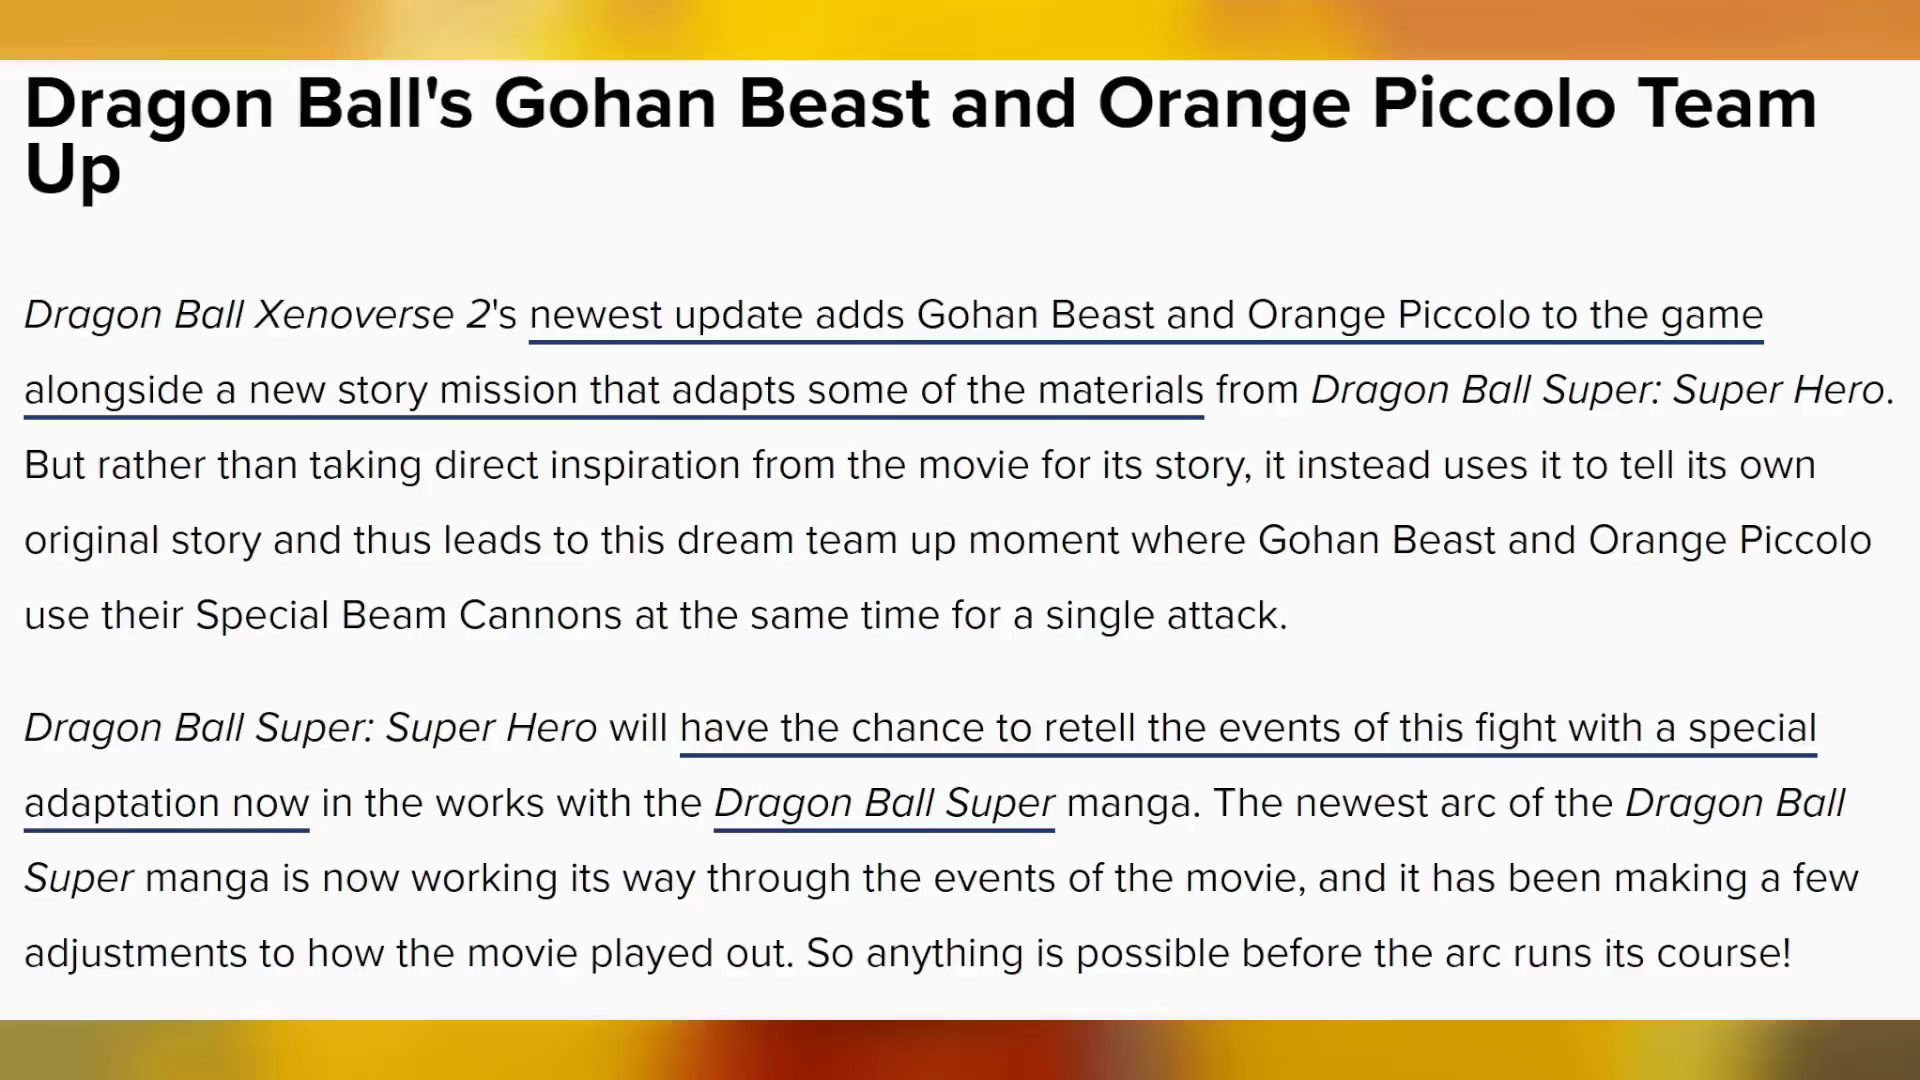 Dragon Ball's Gohan Beast and Orange Piccolo Team
Up
Dragon Ball Xenoverse 2's newest update adds Gohan Beast and Orange Piccolo to the game
alongside a new story mission that adapts some of the materials from Dragon Ball Super: Super Hero.
But rather than taking direct inspiration from the movie for its story, it instead uses it to tell its own
original story and thus leads to this dream team up moment where Gohan Beast and Orange Piccolo
use their Special Beam Cannons at the same time for a single attack.
Dragon Ball Super: Super Hero will have the chance to retell the events of this fight with a special
adaptation now in the works with the Dragon Ball Super manga. The newest arc of the Dragon Ball
Super manga is now working its way through the events of the movie, and it has been making a few
adjustments to how the movie played out. So anything is possible before the arc runs its course!